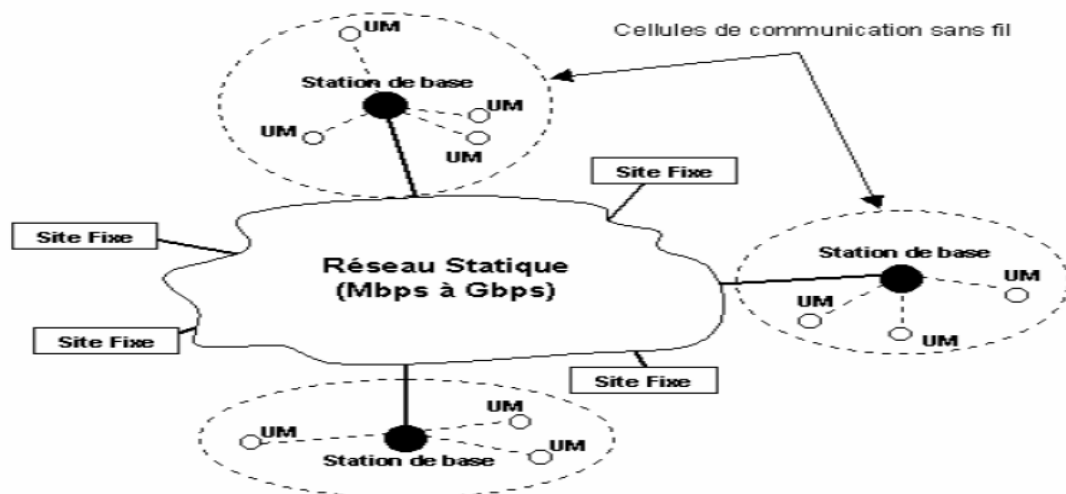 UM
Cellules de communication sans fil
Station de base
UM
UM
UM
Site Fixe
Site Fixe
Réseau Statique
(Mbps à Gbps)
Station de base
UM
UM
UM
Site Fixe
Site Fixe
UM
UM
UM
Station de base